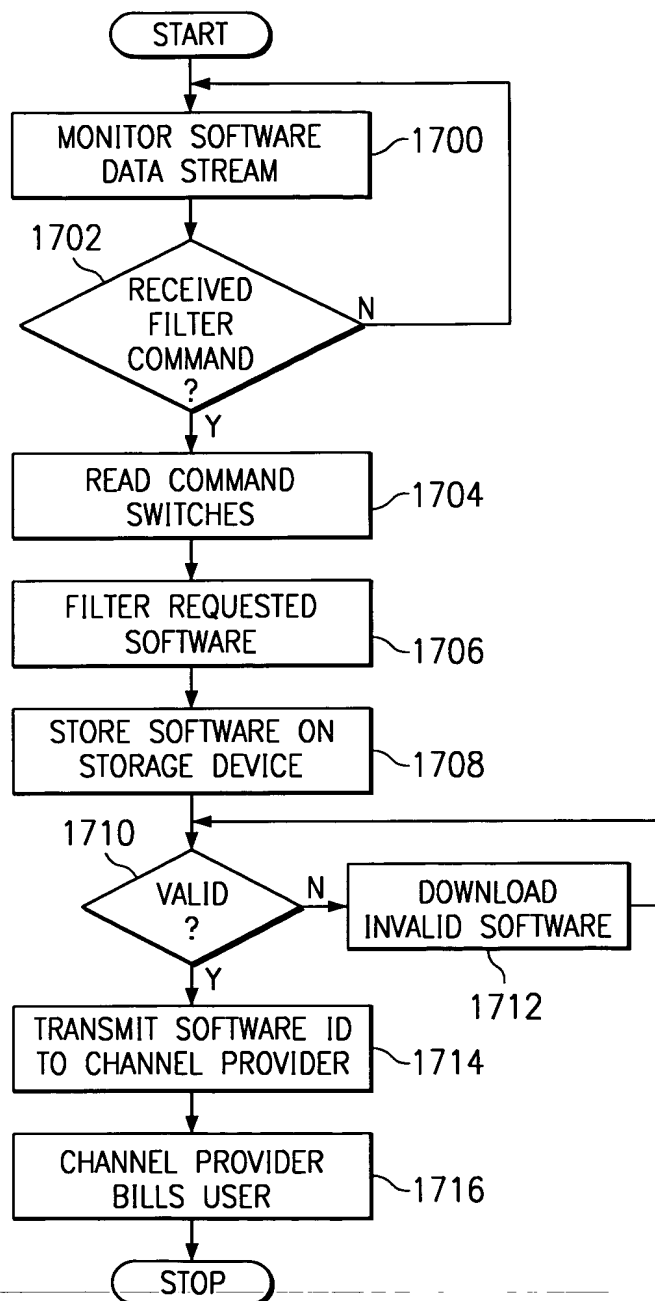 START
MONITOR SOFTWARE
DATA STREAM
1700
1702
RECEIVED
FILTER
COMMAND
?
N
Y
READ COMMAND
SWITCHES
1704
FILTER REQUESTED
SOFTWARE
1706
STORE SOFTWARE ON
STORAGE DEVICE
1708
1710
VALID
?
N
DOWNLOAD
INVALID SOFTWARE
1712
Y
TRANSMIT SOFTWARE ID
TO CHANNEL PROVIDER
1714
CHANNEL PROVIDER
BILLS USER
1716
STOP